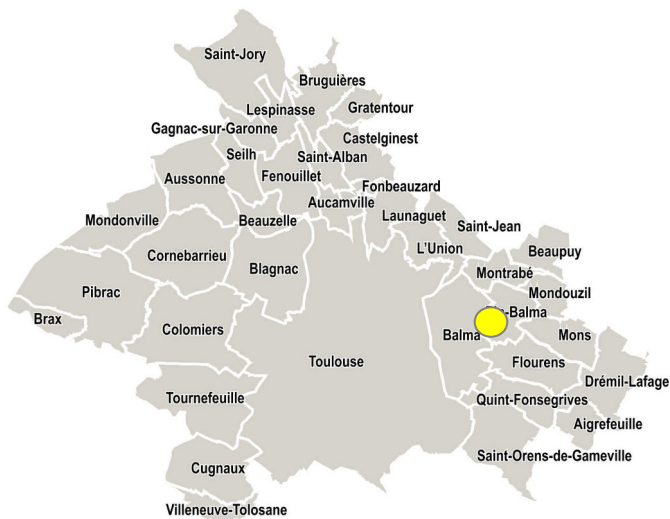 Saint-Jory
Bruguières
Lespinasse
Gratentour
Gagnac-sur-Garonne
Castelginest
Seilh
Saint-Alban
Fenouillet
Aussonne
Fonbeauzard
Aucamville
Launaguet
Mondonville
Beauzelle
Saint-Jean
L'Union
Beaupuy
Cornebarrieu
Blagnac
Montrabé
Pibrac
Mondouzil
-Balma
Brax
Colomiers
Balma
Mons
Toulouse
Flourens
Drémil-Lafage
Tournefeuille
Quint-Fonsegrives
Aigrefeuille
Saint-Orens-de-Gameville
Cugnaux
Villeneuve-Tolosane